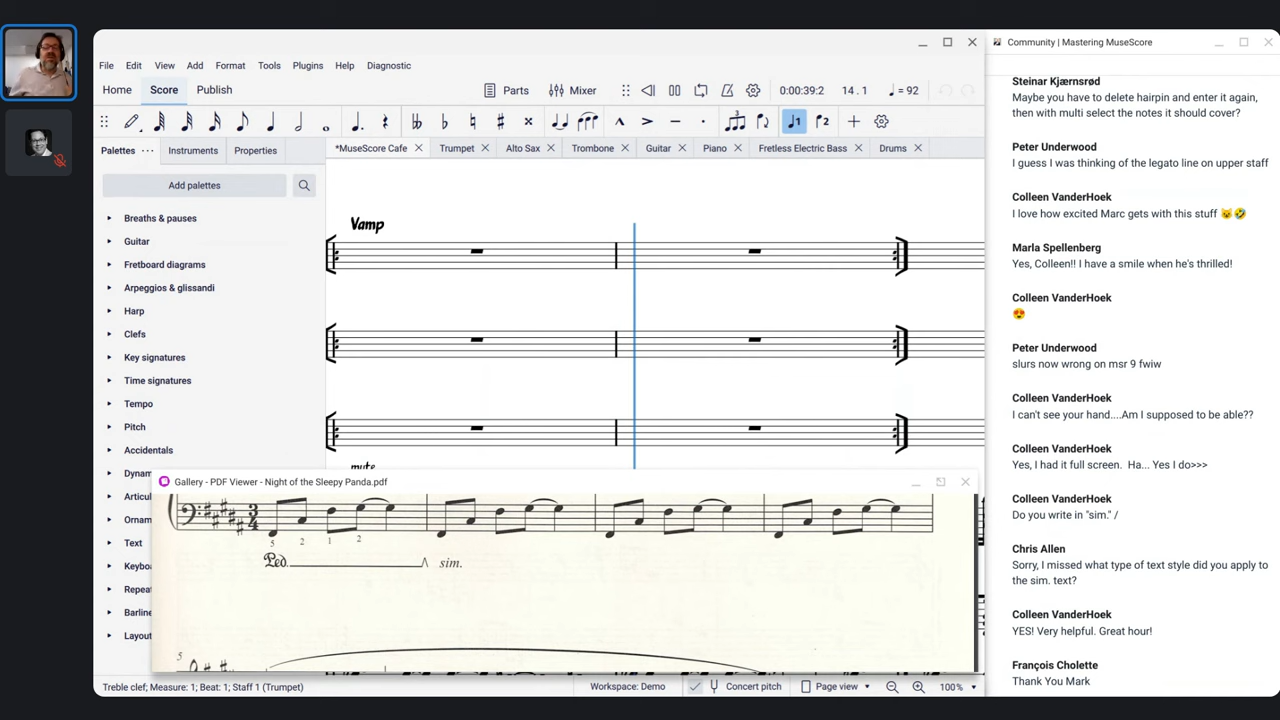 File Edit View Add Format Tools Plugins Help Diagnostic
Home Score Publish
Parts Mixer 0:00:39:2 14 . 1 = 92
Palettes Instruments Properties
*MuseScore Cafe Trumpet Alto Sax Trombone Guitar Piano Fretless Electric Bass Drums
Add palettes
Breaths & pauses
Guitar
Fretboard diagrams
Arpeggios & glissandi
Harp
Clefs
Key signatures
Time signatures
Tempo
Pitch
Accidentals
Vamp
mute
Gallery - PDF Viewer - Night of the Sleepy Panda.pdf
3
4
5 2 1 2
Ped. sim.
5
Treble clef; Measure: 1; Beat: 1; Staff 1 (Trumpet) Workspace: Demo Concert pitch Page view 100%
Community | Mastering MuseScore
Steinar Kjærnsrød
Maybe you have to delete hairpin and enter it again,
then with multi select the notes it should cover?
Peter Underwood
I guess I was thinking of the legato line on upper staff
Colleen VanderHoek
I love how excited Marc gets with this stuff 😺🤣
Marla Spellenberg
Yes, Colleen!! I have a smile when he's thrilled!
Colleen VanderHoek
😍
Peter Underwood
slurs now wrong on msr 9 fwiw
Colleen VanderHoek
I can't see your hand....Am I supposed to be able??
Colleen VanderHoek
Yes, I had it full screen. Ha... Yes I do>>>
Colleen VanderHoek
Do you write in "sim." /
Chris Allen
Sorry, I missed what type of text style did you apply to
the sim. text?
Colleen VanderHoek
YES! Very helpful. Great hour!
François Cholette
Thank You Mark